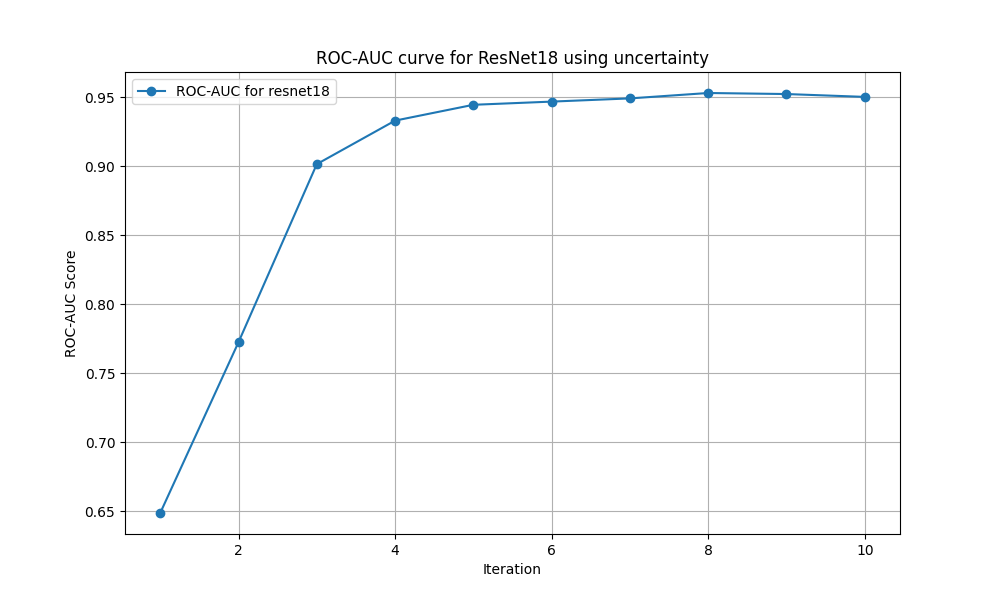 ROC-AUC curve for ResNet18 using uncertainty
ROC-AUC for resnet18
0.95
0.90
0.85
0.80
0.75
0.70
0.65
ROC-AUC Score
2 4 6 8 10
Iteration